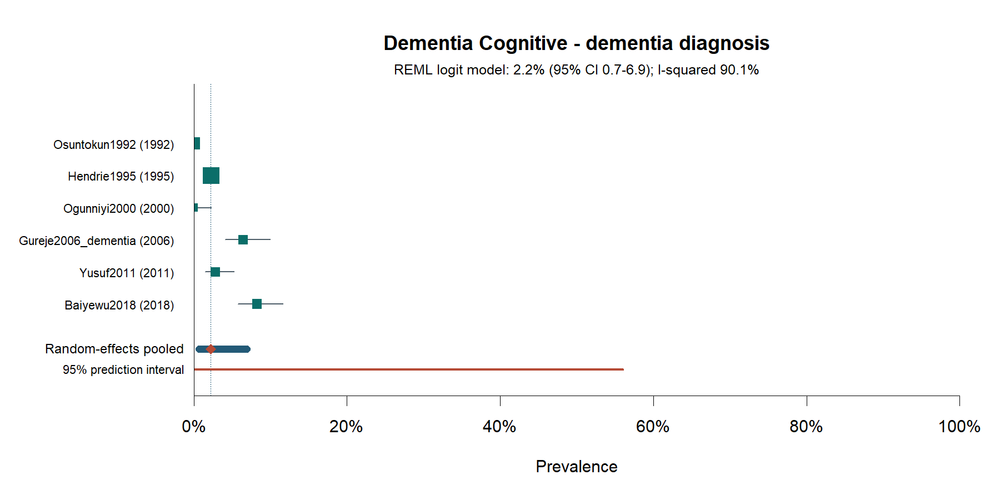 Dementia Cognitive - dementia diagnosis
REML logit model: 2.2% (95% CI 0.7-6.9); I-squared 90.1%
Osuntokun1992 (1992)
Hendrie1995 (1995)
Ogunniyi2000 (2000)
Gureje2006_dementia (2006)
Yusuf2011 (2011)
Baiyewu2018 (2018)
Random-effects pooled
95% prediction interval
0% 20% 40% 60% 80% 100%
Prevalence